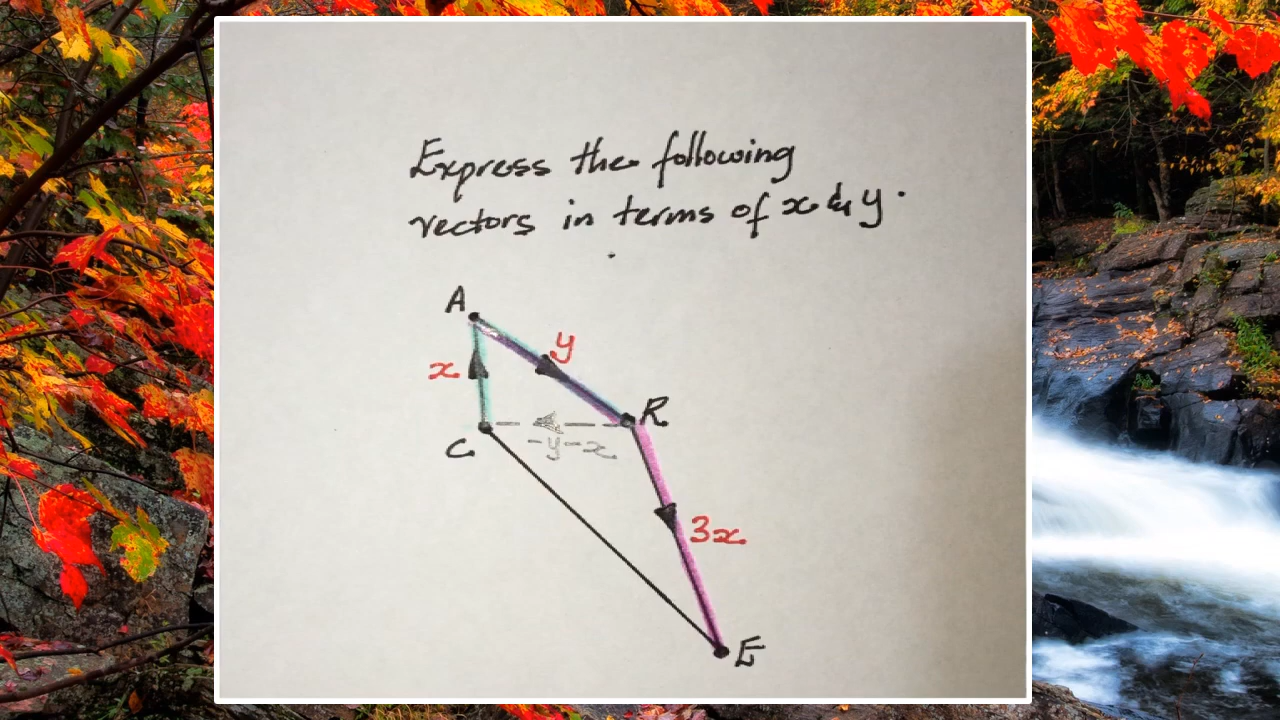 Express the following
vectors in terms of x & y.
A
y
x
R
-y-x
C
3x
E